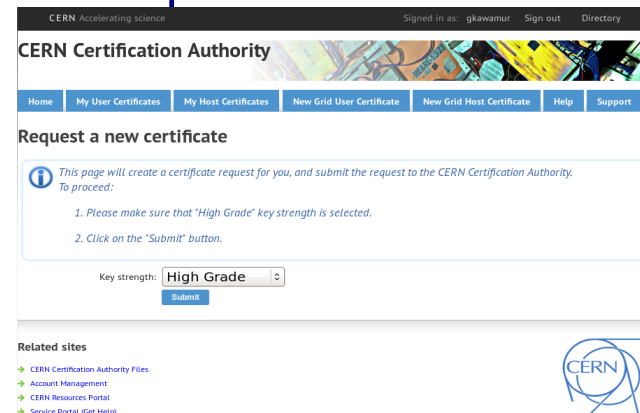 CERN Accelerating science
Signed in as: gkawamur Sign out Directory
CERN Certification Authority
Home My User Certificates My Host Certificates New Grid User Certificate New Grid Host Certificate Help Support
Request a new certificate
This page will create a certificate request for you, and submit the request to the CERN Certification Authority.
To proceed:
1. Please make sure that "High Grade" key strength is selected.
2. Click on the "Submit" button.
Key strength: High Grade
Submit
Related sites
CERN Certification Authority Files
Account Management
CERN Resources Portal
Service Portal (Get Help)
CERN